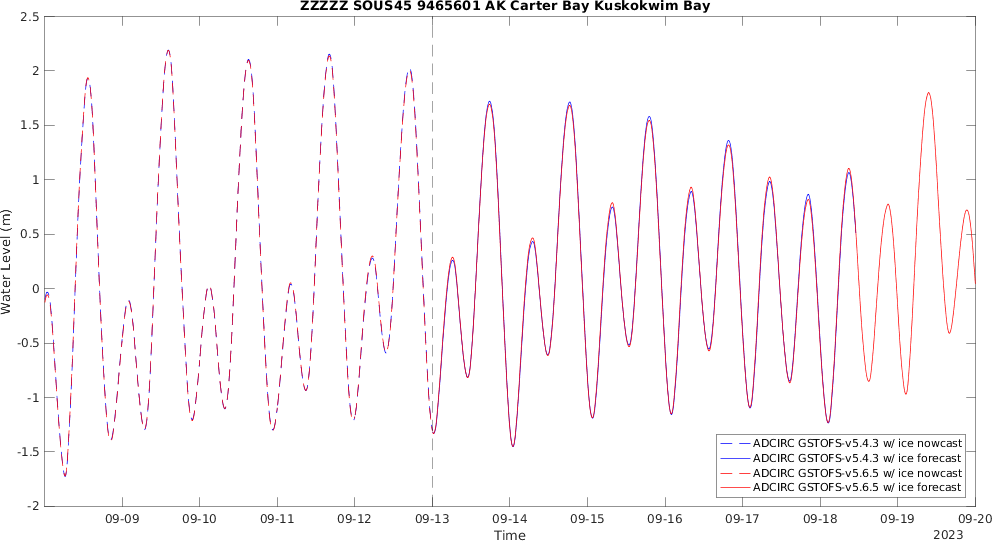 ZZZZZ SOUS45 9465601 AK Carter Bay Kuskokwim Bay
2.5
2
1.5
1
0.5
0
-0.5
-1
-1.5
-2
Water Level (m)
ADCIRC GSTOFS-v5.4.3 w/ ice nowcast
ADCIRC GSTOFS-v5.4.3 w/ ice forecast
ADCIRC GSTOFS-v5.6.5 w/ ice nowcast
ADCIRC GSTOFS-v5.6.5 w/ ice forecast
09-09 09-10 09-11 09-12 09-13 09-14 09-15 09-16 09-17 09-18 09-19 09-20
Time
2023